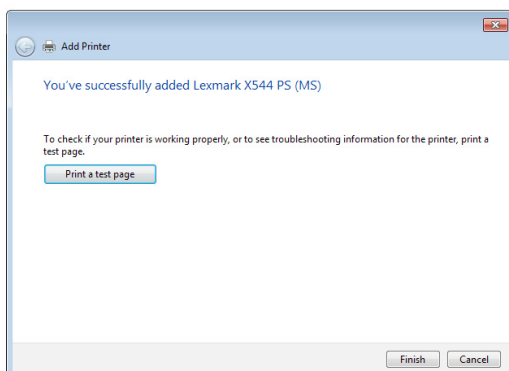 Add Printer
You've successfully added Lexmark X544 PS (MS)
To check if your printer is working properly, or to see troubleshooting information for the printer, print a
test page.
Print a test page
Finish
Cancel